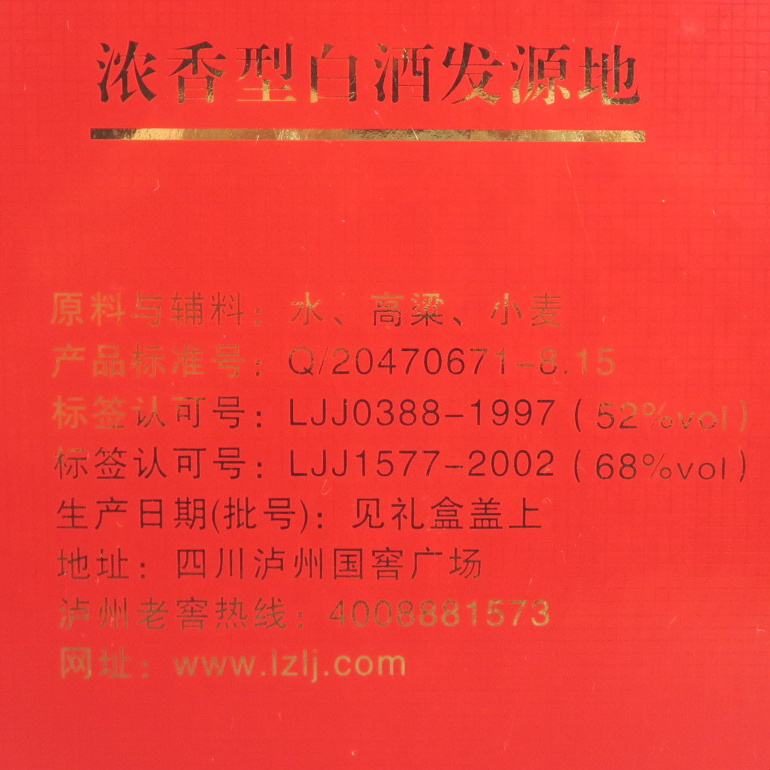 浓香型白酒发源地
原料与辅料：水、高粱、小麦
产品标准号：Q/20470671-8.15
标签认可号：LJJ0388-1997（52%vol）
标签认可号：LJJ1577-2002（68%vol）
生产日期(批号)：见礼盒盖上
地址：四川泸州国窖广场
泸州老窖热线：4008881573
网址：www.lzlj.com